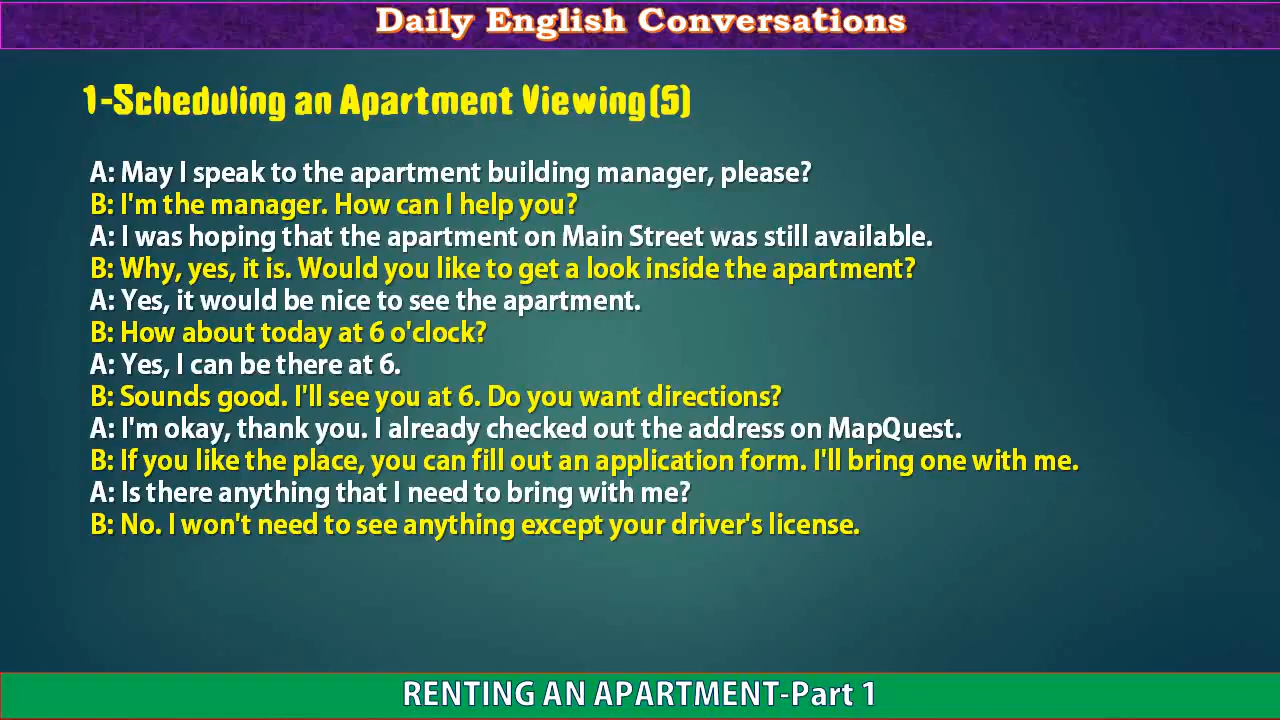 Daily English Conversations
1-Scheduling an Apartment Viewing(5)
A: May I speak to the apartment building manager, please?
B: I'm the manager. How can I help you?
A: I was hoping that the apartment on Main Street was still available.
B: Why, yes, it is. Would you like to get a look inside the apartment?
A: Yes, it would be nice to see the apartment.
B: How about today at 6 o'clock?
A: Yes, I can be there at 6.
B: Sounds good. I'll see you at 6. Do you want directions?
A: I'm okay, thank you. I already checked out the address on MapQuest.
B: If you like the place, you can fill out an application form. I'll bring one with me.
A: Is there anything that I need to bring with me?
B: No. I won't need to see anything except your driver's license.
RENTING AN APARTMENT-Part 1